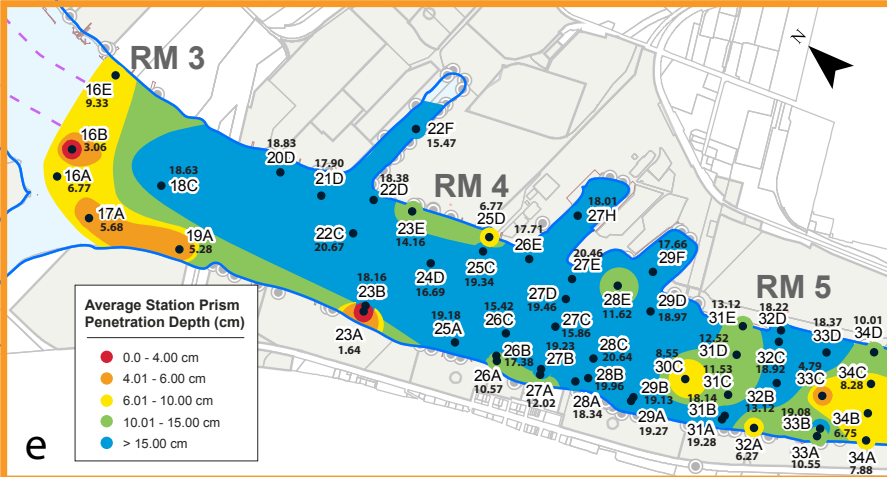 RM 3
16E
9.33
16B
3.06
16A
6.77
17A
5.68
19A
5.28
18.63
18C
18.83
20D
17.90
21D
18.38
22D
22F
15.47
22C
20.67
RM 4
23E
14.16
6.77
25D
25C
19.34
24D
16.69
18.16
23B
23A
1.64
19.18
25A
15.42
26C
26B
17.38
26A
10.57
17.71
26E
18.01
27H
20.46
27E
27D
19.46
27C
15.86
19.23
27B
27A
12.02
28E
11.62
17.66
29F
29D
18.97
28C
20.64
28B
19.96
28A
18.34
29B
19.13
29A
19.27
RM 5
13.12
31E
12.52
31D
8.55
30C
11.53
31C
18.14
31B
31A
19.28
18.22
32D
32C
18.92
32B
13.12
32A
6.27
18.37
33D
4.79
33C
19.08
33B
33A
10.55
10.01
34D
34C
8.28
34B
6.75
34A
7.88
N
Average Station Prism
Penetration Depth (cm)
0.0 - 4.00 cm
4.01 - 6.00 cm
6.01 - 10.00 cm
10.01 - 15.00 cm
> 15.00 cm
e